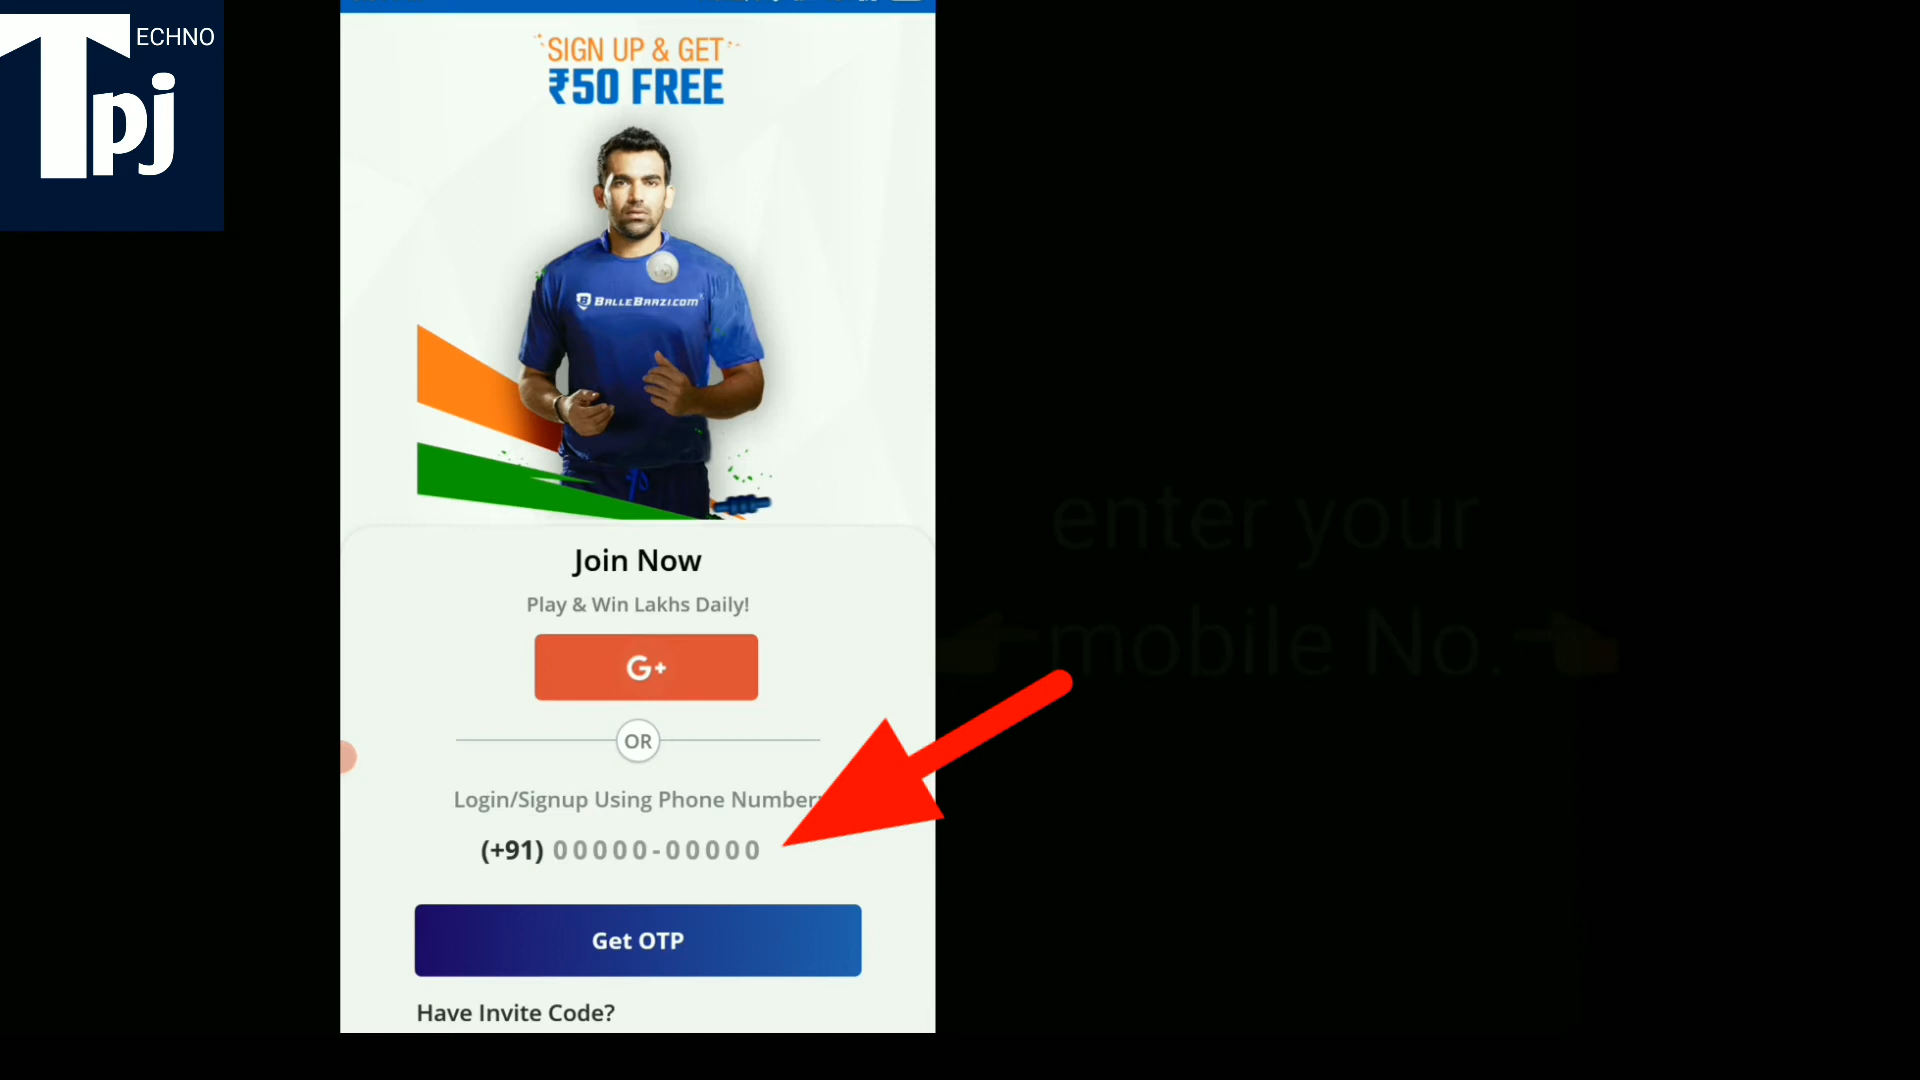 ECHNO
Tpj
SIGN UP & GET
₹50 FREE
BALLEBAAZI.COM
Join Now
Play & Win Lakhs Daily!
G+
OR
Login/Signup Using Phone Number
(+91) 00000-00000
Get OTP
Have Invite Code?
enter your
mobile No.